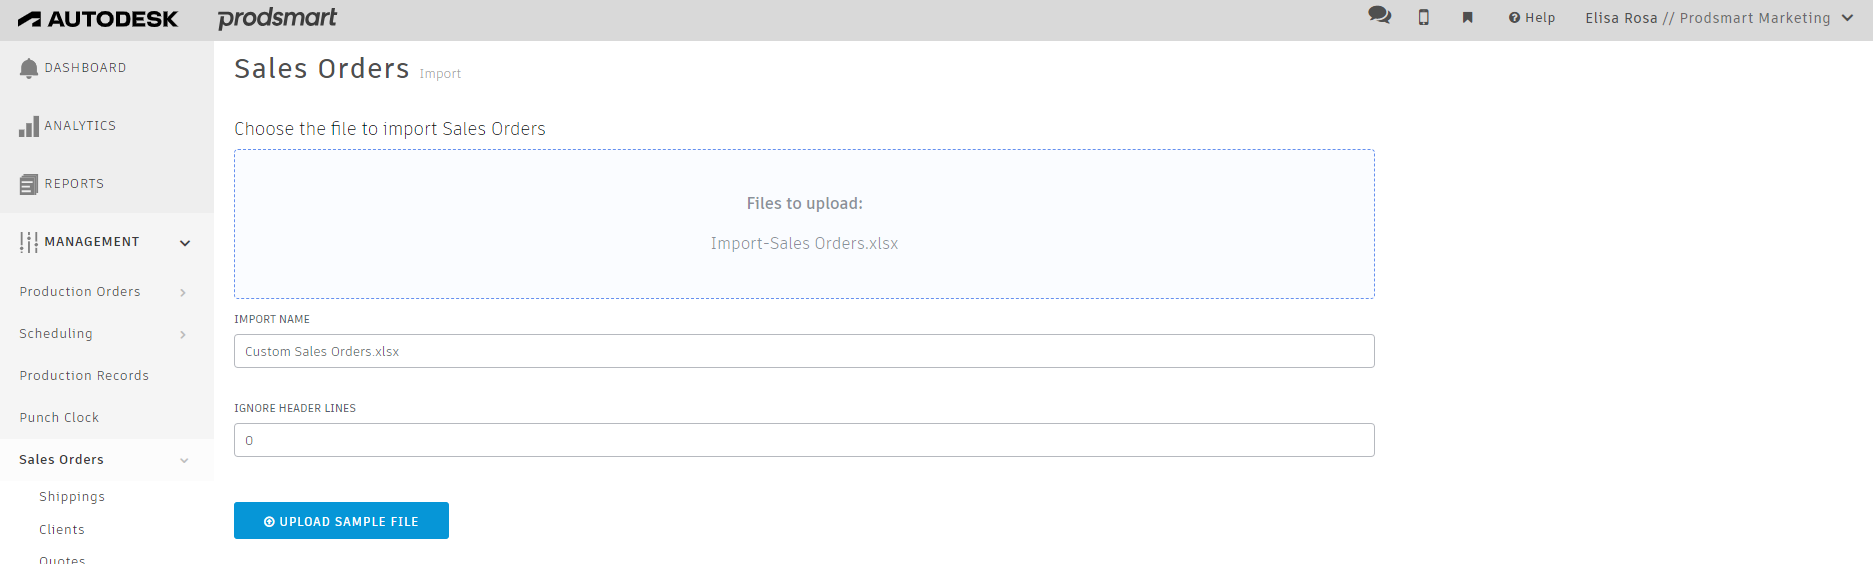 AUTODESK prodsmart Help Elisa Rosa // Prodsmart Marketing
DASHBOARD
ANALYTICS
REPORTS
MANAGEMENT
Production Orders
Scheduling
Production Records
Punch Clock
Sales Orders
Shippings
Clients
Quotes
Sales Orders Import
Choose the file to import Sales Orders
Files to upload:
Import-Sales Orders.xlsx
IMPORT NAME
Custom Sales Orders.xlsx
IGNORE HEADER LINES
0
UPLOAD SAMPLE FILE